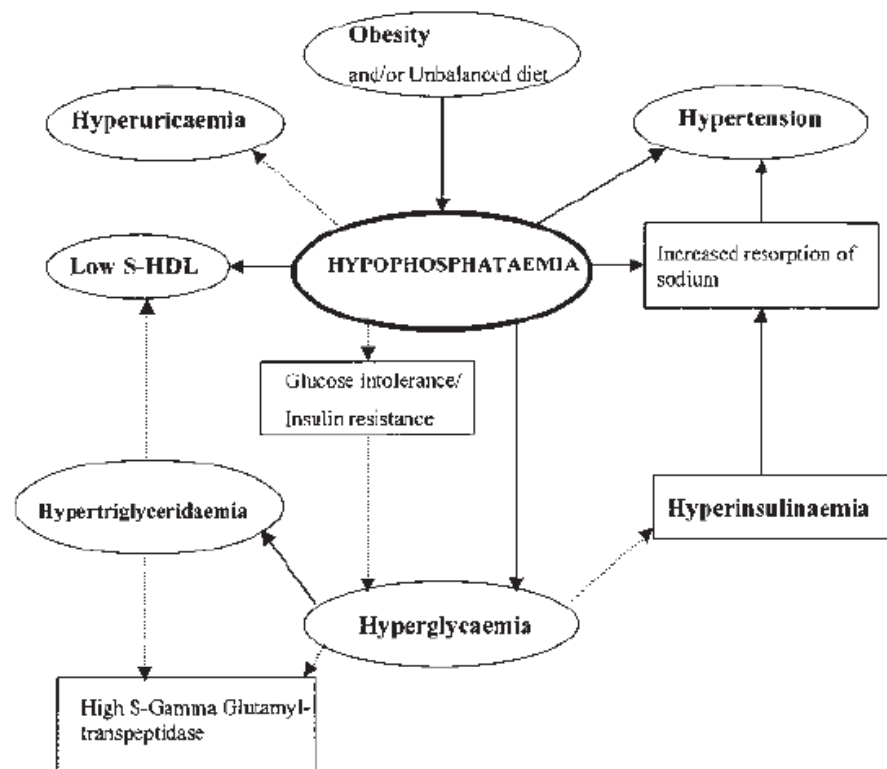 Obesity
and/or Unbalanced diet
Hyperuricaemia
Hypertension
Low S-HDL
HYPOPHOSPHATAEMIA
Increased resorption of
sodium
Glucose intolerance/
Insulin resistance
Hypertriglyceridaemia
Hyperinsulinaemia
Hyperglycaemia
High S-Gamma Glutamyl-
transpeptidase